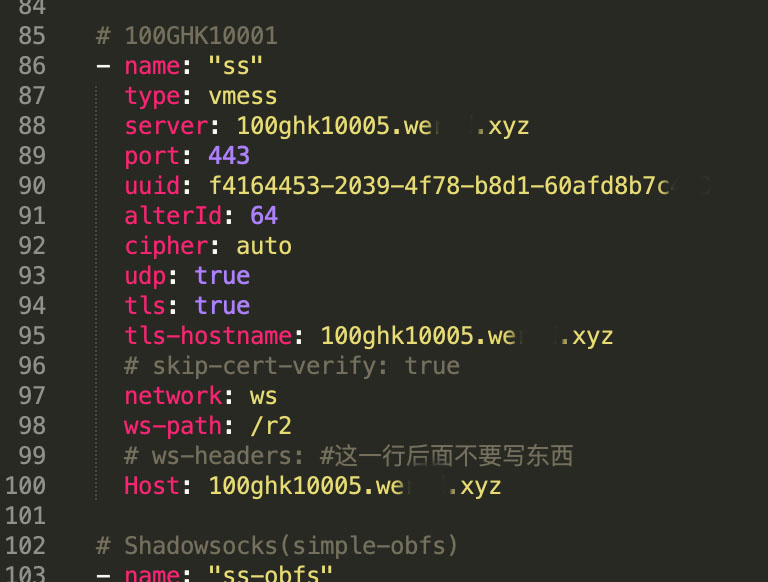 84
85 # 100GHK10001
86 - name: "ss"
87 type: vmess
88 server: 100ghk10005.we .xyz
89 port: 443
90 uuid: f4164453-2039-4f78-b8d1-60afd8b7c
91 alterId: 64
92 cipher: auto
93 udp: true
94 tls: true
95 tls-hostname: 100ghk10005.we .xyz
96 # skip-cert-verify: true
97 network: ws
98 ws-path: /r2
99 # ws-headers: #这一行后面不要写东西
100 Host: 100ghk10005.we .xyz
101
102 # Shadowsocks(simple-obfs)
103 - name: "ss-obfs"